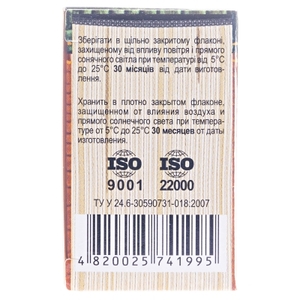 Зберігати в щільно закритому флаконі,
захищеному від впливу повітря і прямого
сонячного світла при температурі від 5°С
до 25°С 30 місяців від дати виготов-
лення.
Хранить в плотно закрытом флаконе,
защищенном от влияния воздуха и
прямого солнечного света при темпера-
туре от 5°С до 25°С 30 месяцев от даты
изготовления.
ISO ISO
9001 22000
ТУ У 24.6-30590731-018:2007
4 820025 741995